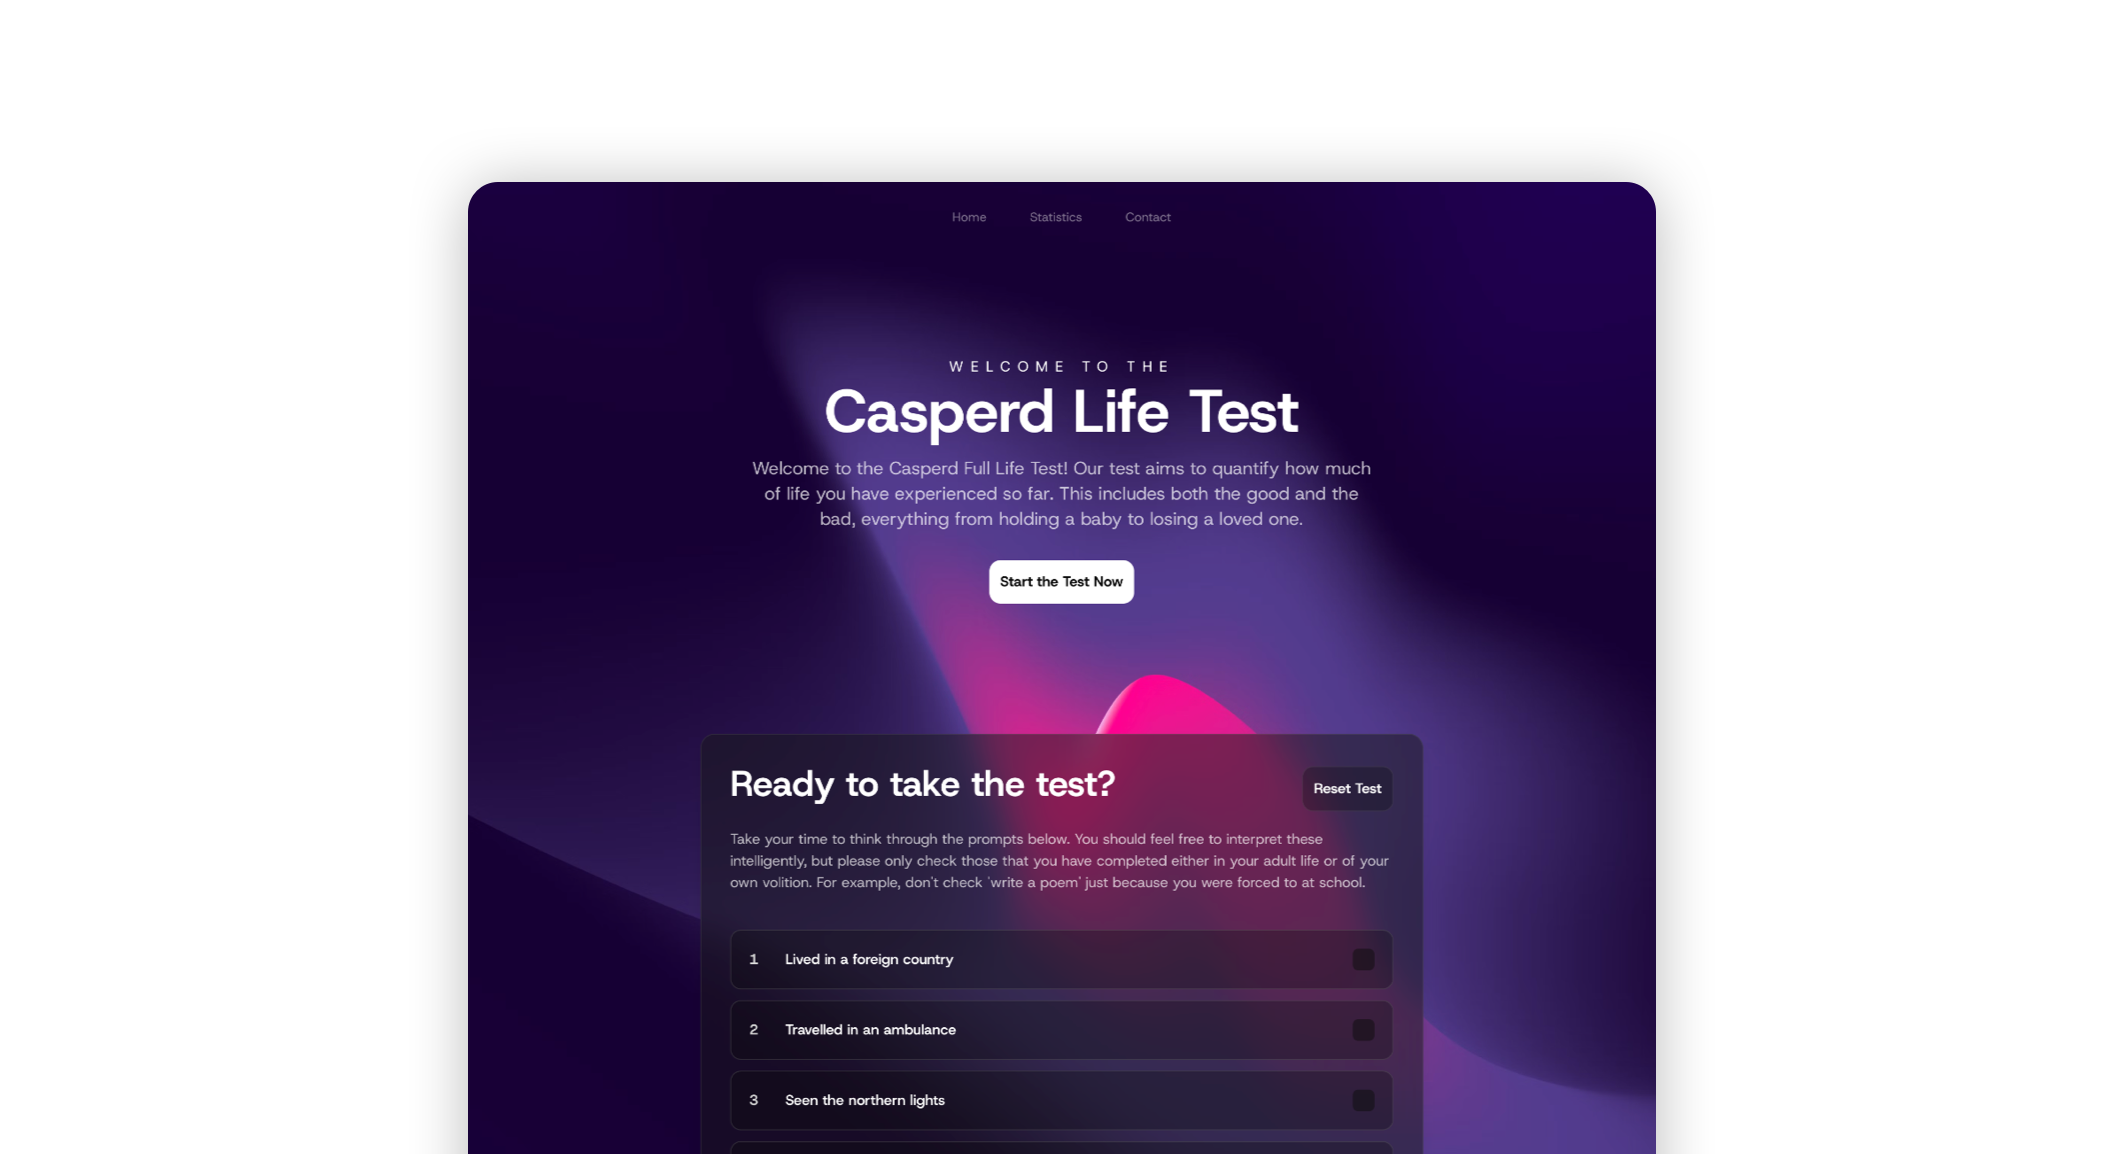 Home Statistics Contact
WELCOME TO THE
Casperd Life Test
Welcome to the Casperd Full Life Test! Our test aims to quantify how much
of life you have experienced so far. This includes both the good and the
bad, everything from holding a baby to losing a loved one.
Start the Test Now
Ready to take the test?
Reset Test
Take your time to think through the prompts below. You should feel free to interpret these
intelligently, but please only check those that you have completed either in your adult life or of your
own volition. For example, don't check 'write a poem' just because you were forced to at school.
1 Lived in a foreign country
2 Travelled in an ambulance
3 Seen the northern lights